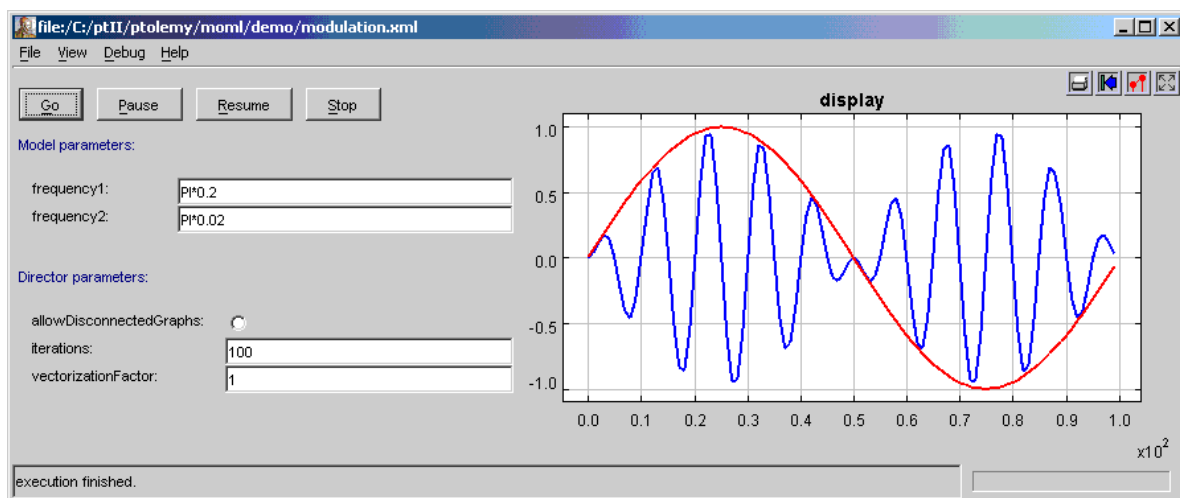 file:/C:/ptII/ptolemy/moml/demo/modulation.xml
File View Debug Help
Go Pause Resume Stop
Model parameters:
frequency1: PI*0.2
frequency2: PI*0.02
Director parameters:
allowDisconnectedGraphs:
iterations: 100
vectorizationFactor: 1
display
1.0
0.5
0.0
-0.5
-1.0
0.0 0.1 0.2 0.3 0.4 0.5 0.6 0.7 0.8 0.9 1.0
x10²
execution finished.